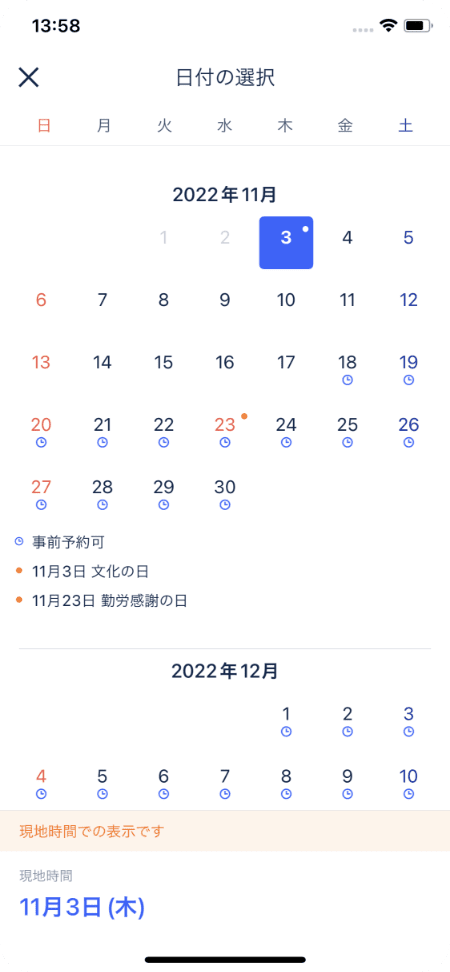 13:58
日付の選択
日 月 火 水 木 金 土
2022年11月
1 2 3 4 5
6 7 8 9 10 11 12
13 14 15 16 17 18 19
20 21 22 23 24 25 26
27 28 29 30
事前予約可
11月3日 文化の日
11月23日 勤労感謝の日
2022年12月
1 2 3
4 5 6 7 8 9 10
現地時間での表示です
現地時間
11月3日 (木)